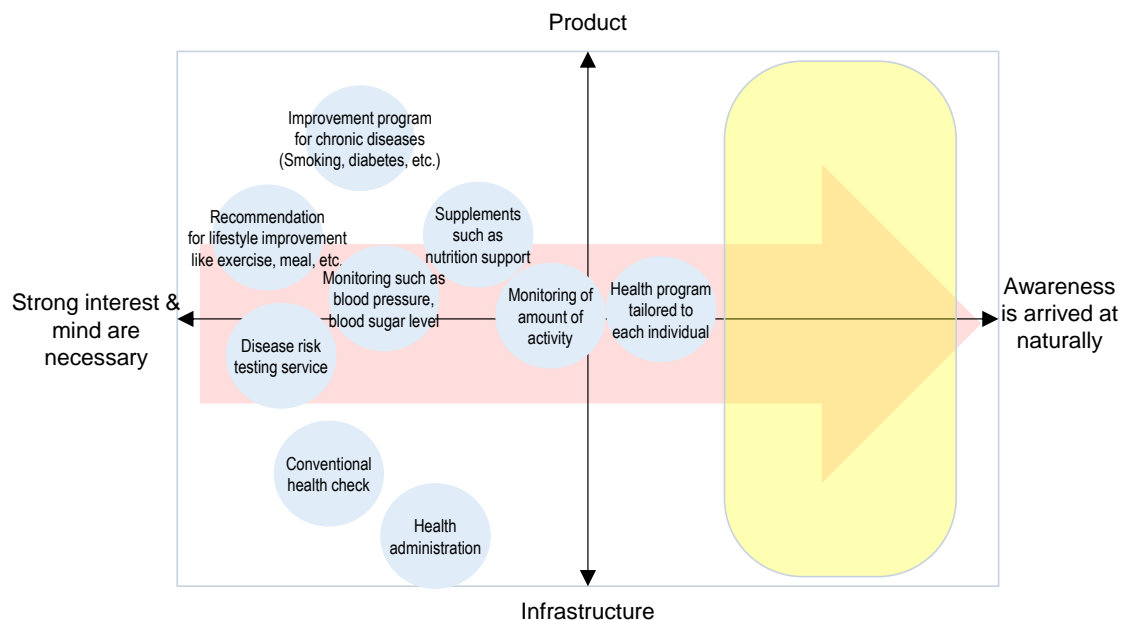 Product
Improvement program
for chronic diseases
(Smoking, diabetes, etc.)
Recommendation
for lifestyle improvement
like exercise, meal, etc.
Supplements
such as
nutrition support
Monitoring such as
blood pressure,
blood sugar level
Monitoring of
amount of
activity
Health program
tailored to
each individual
Strong interest &
mind are
necessary
Awareness
is arrived at
naturally
Disease risk
testing service
Conventional
health check
Health
administration
Infrastructure